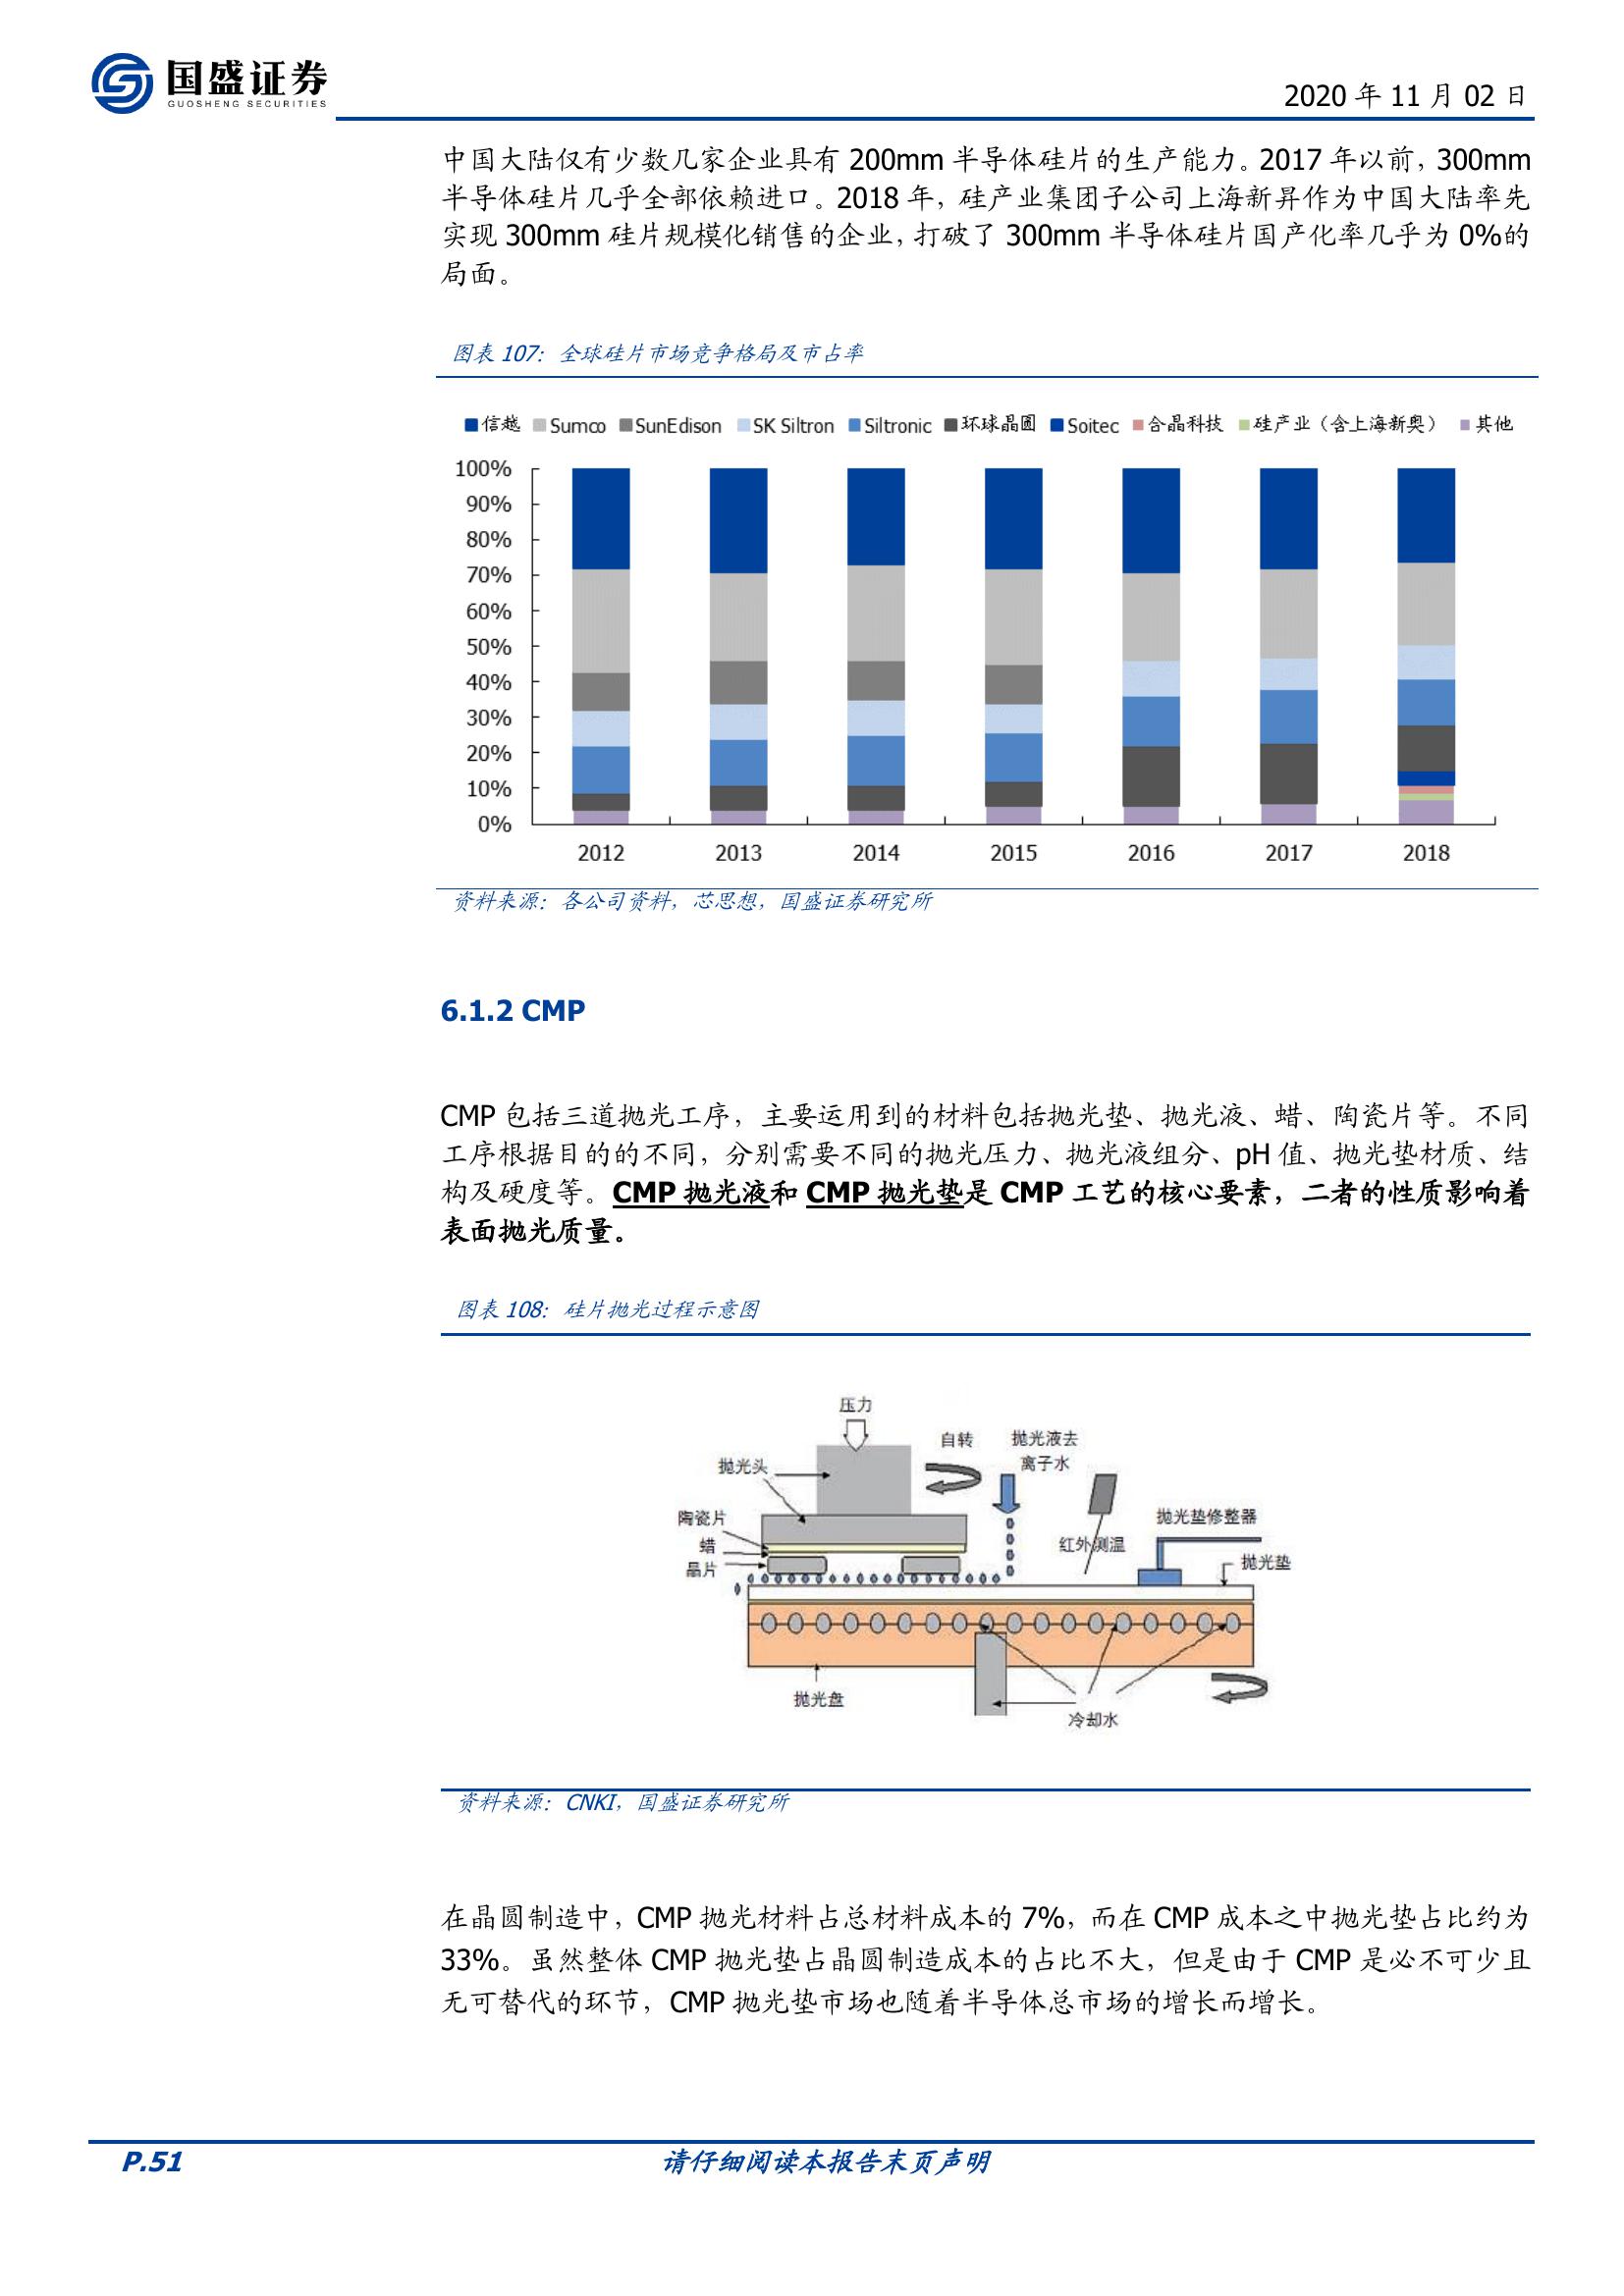 国盛证券
GUOSHENG SECURITIES
2020 年 11 月 02 日
中国大陆仅有少数几家企业具有 200mm 半导体硅片的生产能力。2017 年以前，300mm
半导体硅片几乎全部依赖进口。2018 年，硅产业集团子公司上海新昇作为中国大陆率先
实现 300mm 硅片规模化销售的企业，打破了 300mm 半导体硅片国产化率几乎为 0%的
局面。
图表 107：全球硅片市场竞争格局及市占率
信越 Sumco SunEdison SK Siltron Siltronic 环球晶圆 Soitec 合晶科技 硅产业（含上海新奥） 其他
100%
90%
80%
70%
60%
50%
40%
30%
20%
10%
0%
2012 2013 2014 2015 2016 2017 2018
资料来源：各公司资料，芯思想，国盛证券研究所
6.1.2 CMP
CMP 包括三道抛光工序，主要运用到的材料包括抛光垫、抛光液、蜡、陶瓷片等。不同
工序根据目的的不同，分别需要不同的抛光压力、抛光液组分、pH 值、抛光垫材质、结
构及硬度等。CMP 抛光液和 CMP 抛光垫是 CMP 工艺的核心要素，二者的性质影响着
表面抛光质量。
图表 108：硅片抛光过程示意图
压力
自转
抛光液去
离子水
抛光头
陶瓷片
蜡
晶片
红外测温
抛光垫修整器
抛光垫
抛光盘
冷却水
资料来源：CNKI，国盛证券研究所
在晶圆制造中，CMP 抛光材料占总材料成本的 7%，而在 CMP 成本之中抛光垫占比约为
33%。虽然整体 CMP 抛光垫占晶圆制造成本的占比不大，但是由于 CMP 是必不可少且
无可替代的环节，CMP 抛光垫市场也随着半导体总市场的增长而增长。
P.51
请仔细阅读本报告末页声明